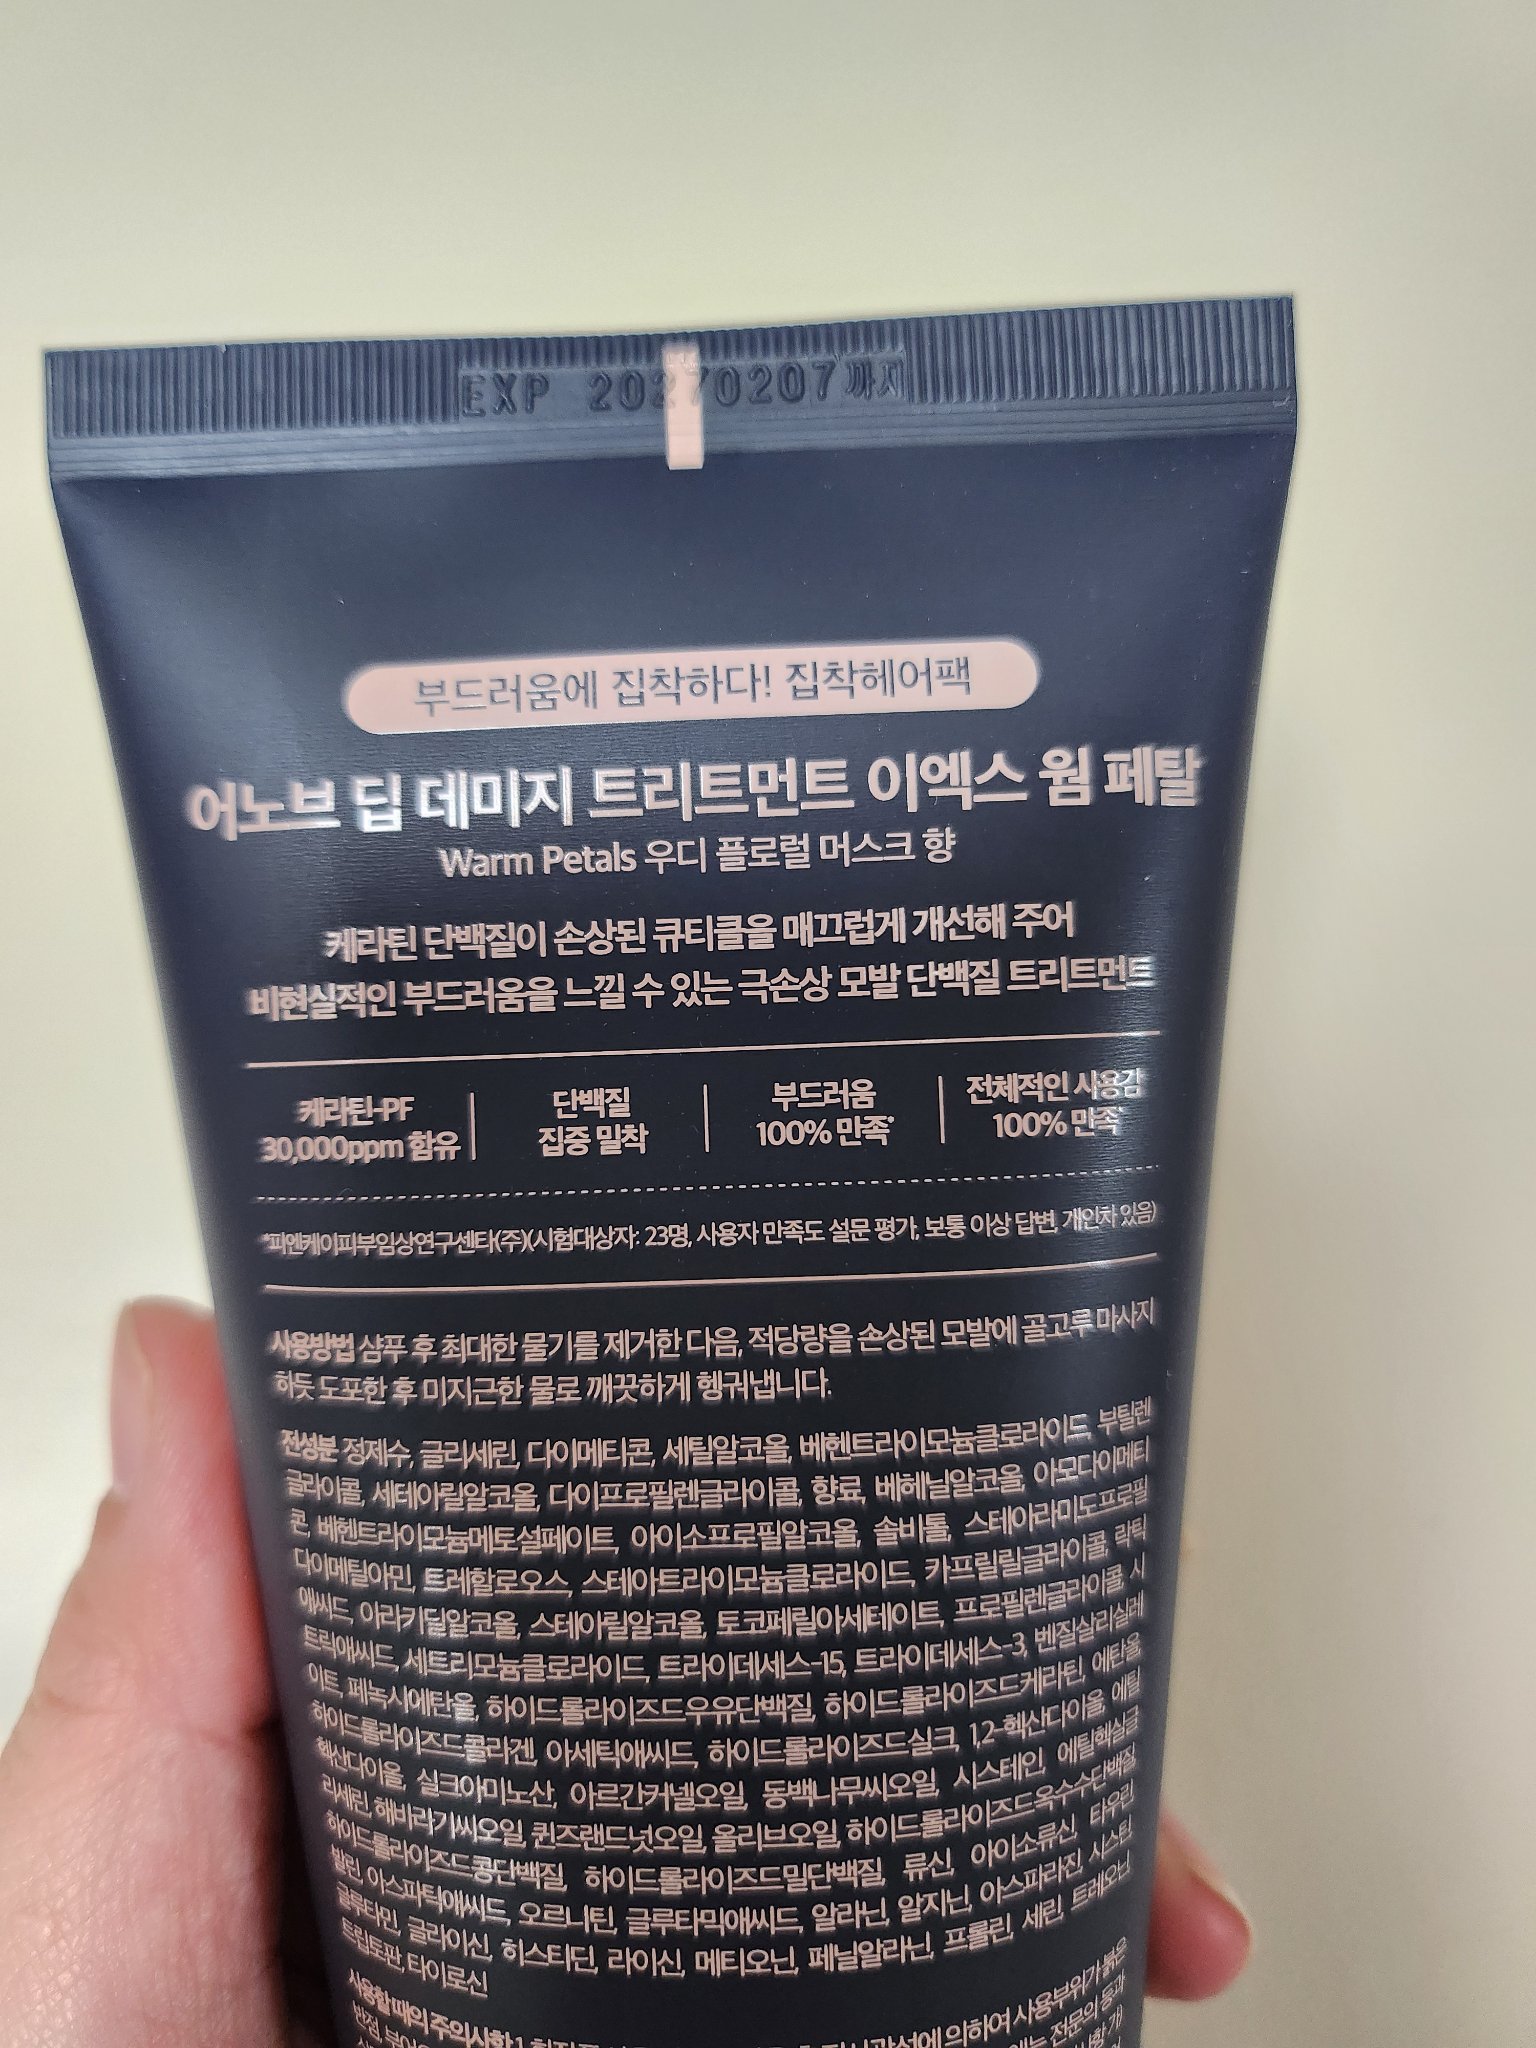 EXP 20270207까지
부드러움에 집착하다! 집착헤어팩
어노브 딥 데미지 트리트먼트 이엑스 웜 페탈
Warm Petals 우디 플로럴 머스크 향
케라틴 단백질이 손상된 큐티클을 매끄럽게 개선해 주어
비현실적인 부드러움을 느낄 수 있는 극손상 모발 단백질 트리트먼트
케라틴-PF
30,000ppm 함유
단백질
집중 밀착
부드러움
100% 만족*
전체적인 사용감
100% 만족*
*피엔케이피부임상연구센타(주)(시험대상자: 23명, 사용자 만족도 설문 평가, 보통 이상 답변, 개인차 있음)
사용방법 샴푸 후 최대한 물기를 제거한 다음, 적당량을 손상된 모발에 골고루 마사지
하듯 도포한 후 미지근한 물로 깨끗하게 헹궈냅니다.
전성분 정제수, 글리세린, 다이메티콘, 세틸알코올, 베헨트라이모늄클로라이드, 부틸렌
글라이콜, 세테아릴알코올, 다이프로필렌글라이콜, 향료, 베헤닐알코올, 아모다이메티
콘, 베헨트라이모늄메토설페이트, 아이소프로필알코올, 솔비톨, 스테아라미도프로필
다이메틸아민, 트레할로오스, 스테아트라이모늄클로라이드, 카프릴릴글라이콜, 락틱
애씨드, 아라키딜알코올, 스테아릴알코올, 토코페릴아세테이트, 프로필렌글라이콜, 시
트릭애씨드, 세트리모늄클로라이드, 트라이데세스-15, 트라이데세스-3, 벤질살리실레
이트, 페녹시에탄올, 하이드롤라이즈드우유단백질, 하이드롤라이즈드케라틴, 에탄올,
하이드롤라이즈드콜라겐, 아세틱애씨드, 하이드롤라이즈드실크, 1,2-헥산다이올, 에틸
헥산다이올, 실크아미노산, 아르간커넬오일, 동백나무씨오일, 시스테인, 에틸헥실글
리세린, 해바라기씨오일, 퀸즈랜드넛오일, 올리브오일, 하이드롤라이즈드옥수수단백질,
하이드롤라이즈드콩단백질, 하이드롤라이즈드밀단백질, 류신, 아이소류신, 타우린,
발린, 아스파틱애씨드, 오르니틴, 글루타믹애씨드, 알라닌, 알지닌, 아스파라진, 시스틴,
글루타민, 글라이신, 히스티딘, 라이신, 메티오닌, 페닐알라닌, 프롤린, 세린, 트레오닌,
트립토판, 타이로신
사용할 때의 주의사항 1. 의하여 사용부위가 붉은
반점, 전문의 등과